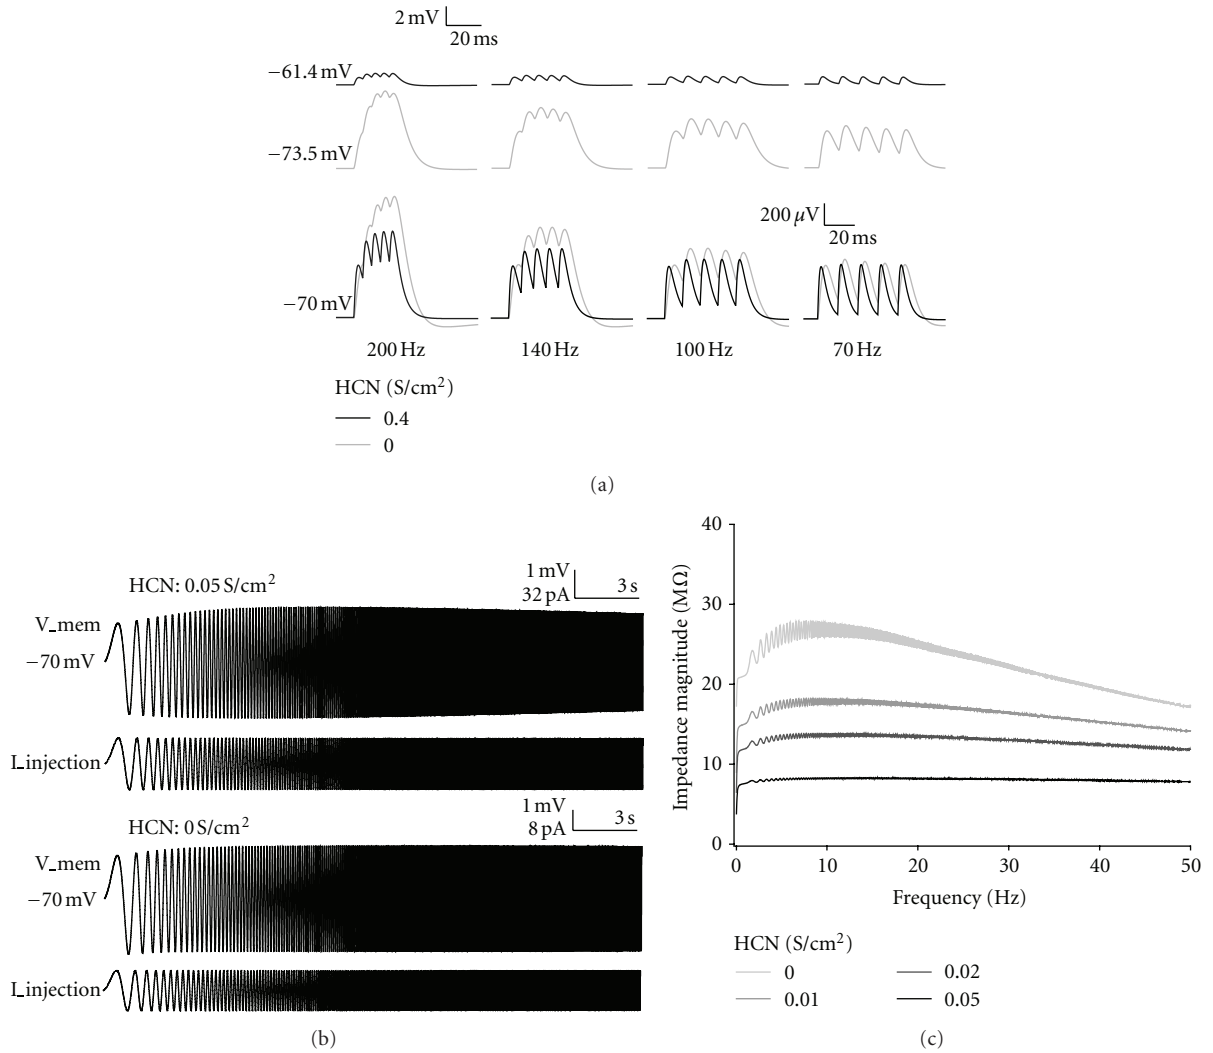 2 mV
20 ms
−61.4 mV
−73.5 mV
200 μV
20 ms
−70 mV
200 Hz
140 Hz
100 Hz
70 Hz
HCN (S/cm²)
0.4
0
(a)
HCN: 0.05 S/cm²
1 mV
32 pA
3 s
V_mem
−70 mV
I_injection
HCN: 0 S/cm²
1 mV
8 pA
3 s
V_mem
−70 mV
I_injection
(b)
Impedance magnitude (MΩ)
40
30
20
10
0
0
10
20
30
40
50
Frequency (Hz)
HCN (S/cm²)
0
0.02
0.01
0.05
(c)